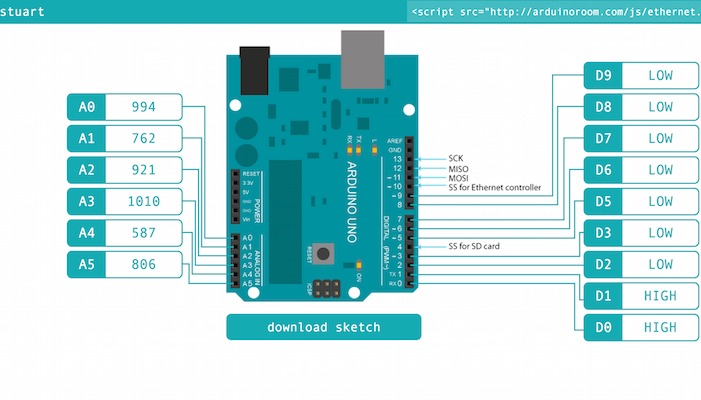 stuart
<script src="http://arduinoroom.com/js/ethernet.
A0 994
A1 762
A2 921
A3 1010
A4 587
A5 806
RX
TX
L
ARDUINO UNO
RESET
3.3V
5V
GND
GND
Vin
POWER
A0
A1
A2
A3
A4
A5
ANALOG IN
RESET
ICSP
ON
AREF
GND
13
12
~ 11
~ 10
~ 9
8
7
~ 6
~ 5
4
~ 3
2
TX 1
RX 0
DIGITAL (PWM~)
SCK
MISO
MOSI
SS for Ethernet controller
SS for SD card
D9 LOW
D8 LOW
D7 LOW
D6 LOW
D5 LOW
D3 LOW
D2 LOW
D1 HIGH
D0 HIGH
download sketch